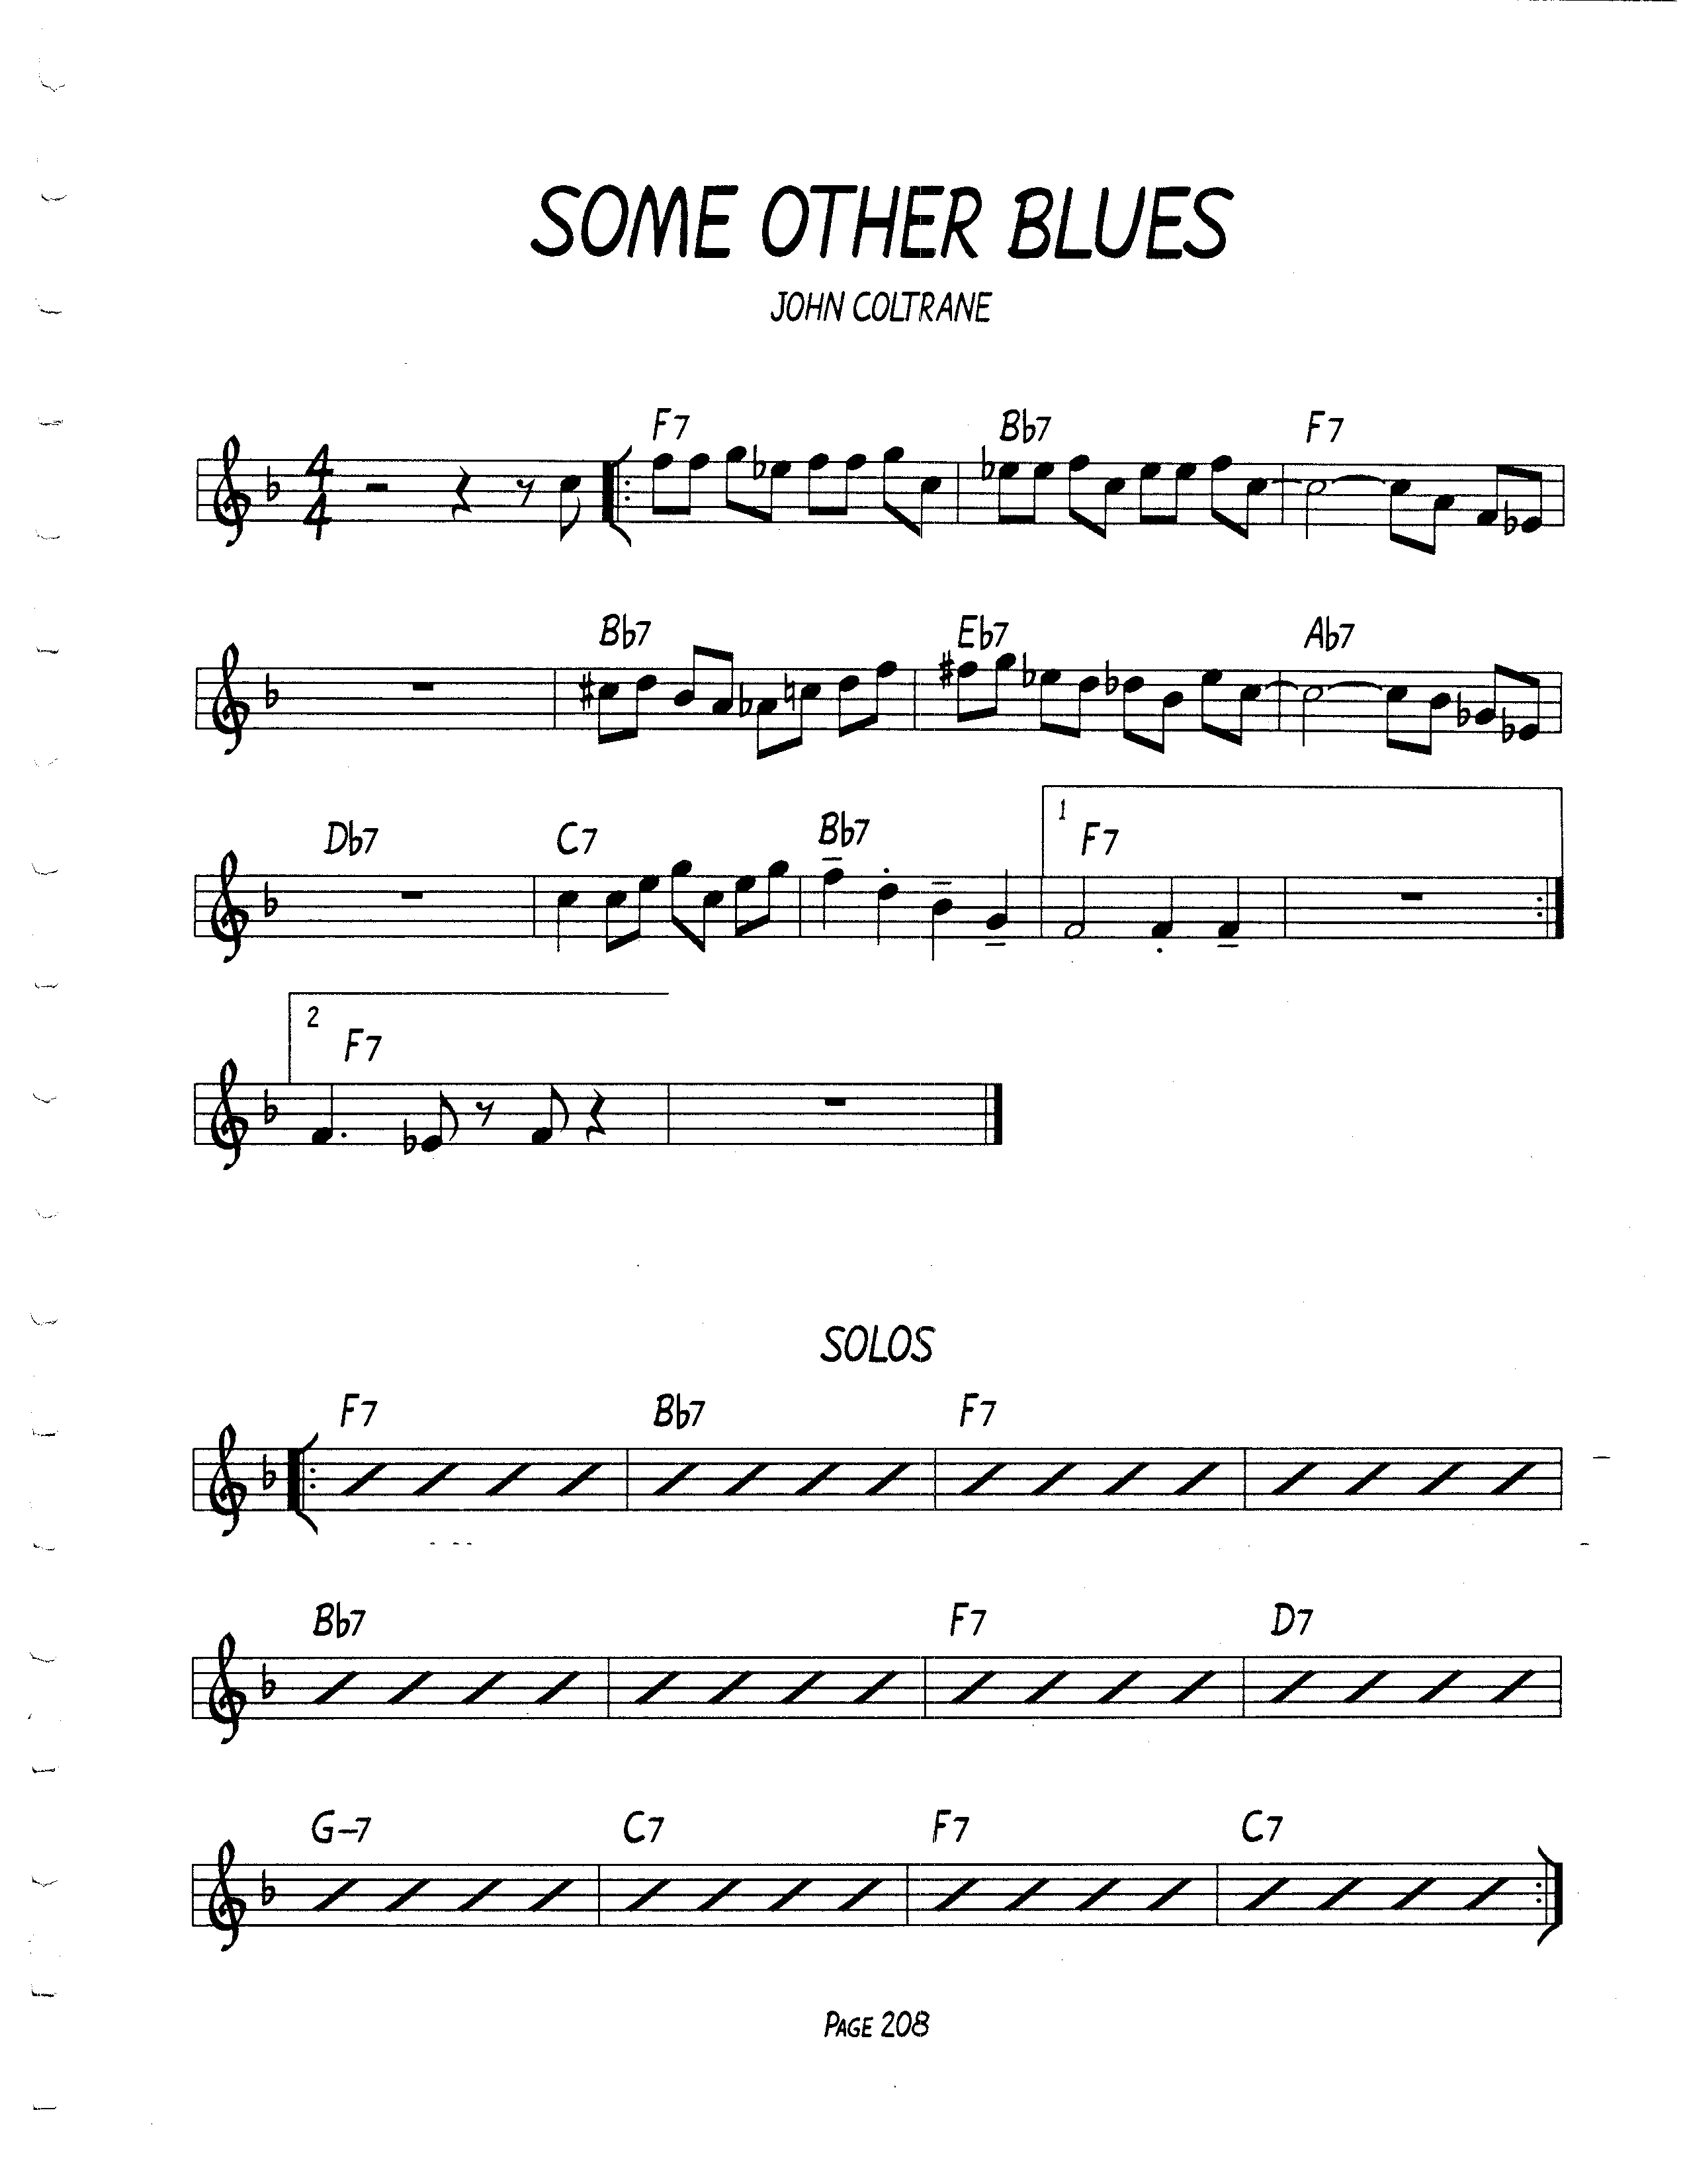 SOME OTHER BLUES
JOHN COLTRANE
F7 Bb7 F7
4
4
Bb7 Eb7 Ab7
1
Db7 C7 Bb7 F7
2
F7
SOLOS
F7 Bb7 F7
Bb7 F7 D7
G-7 C7 F7 C7
PAGE 208